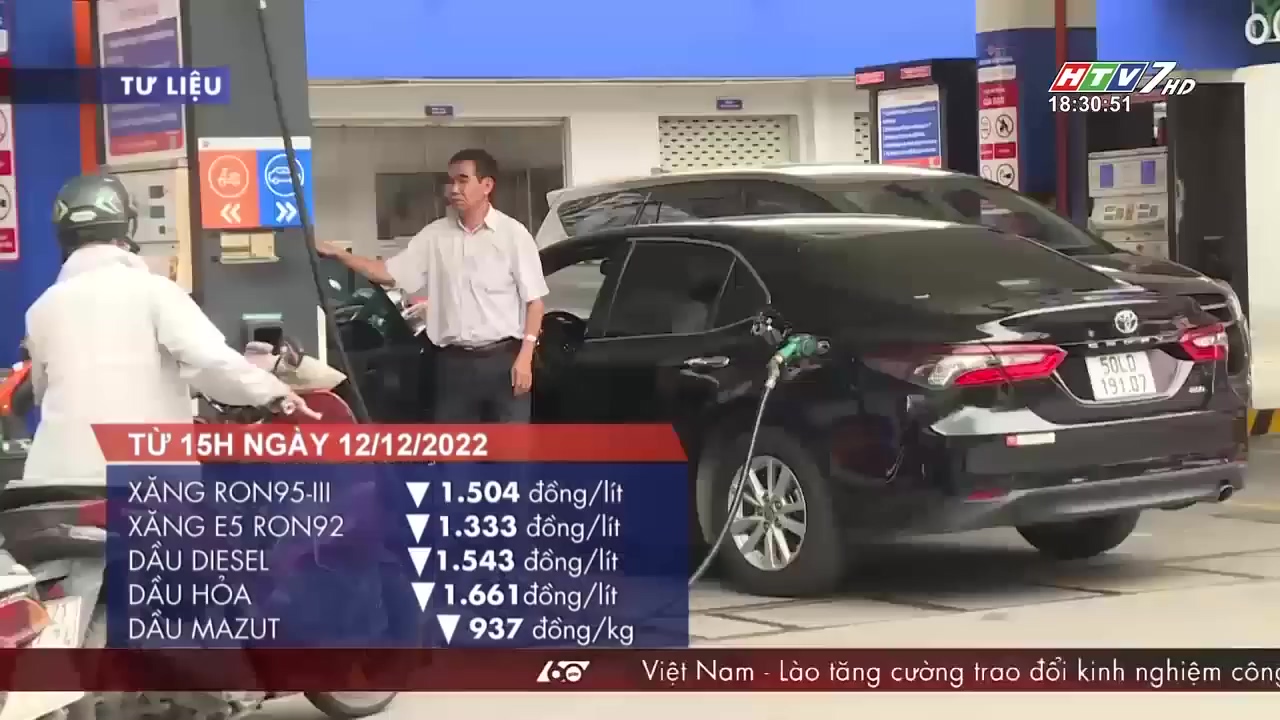 TƯ LIỆU
HTV7 HD
18:30:51
50LD
191.07
TỪ 15H NGÀY 12/12/2022
XĂNG RON95-III ▼ 1.504 đồng/lít
XĂNG E5 RON92 ▼ 1.333 đồng/lít
DẦU DIESEL ▼ 1.543 đồng/lít
DẦU HỎA ▼ 1.661 đồng/lít
DẦU MAZUT ▼ 937 đồng/kg
Việt Nam - Lào tăng cường trao đổi kinh nghiệm công